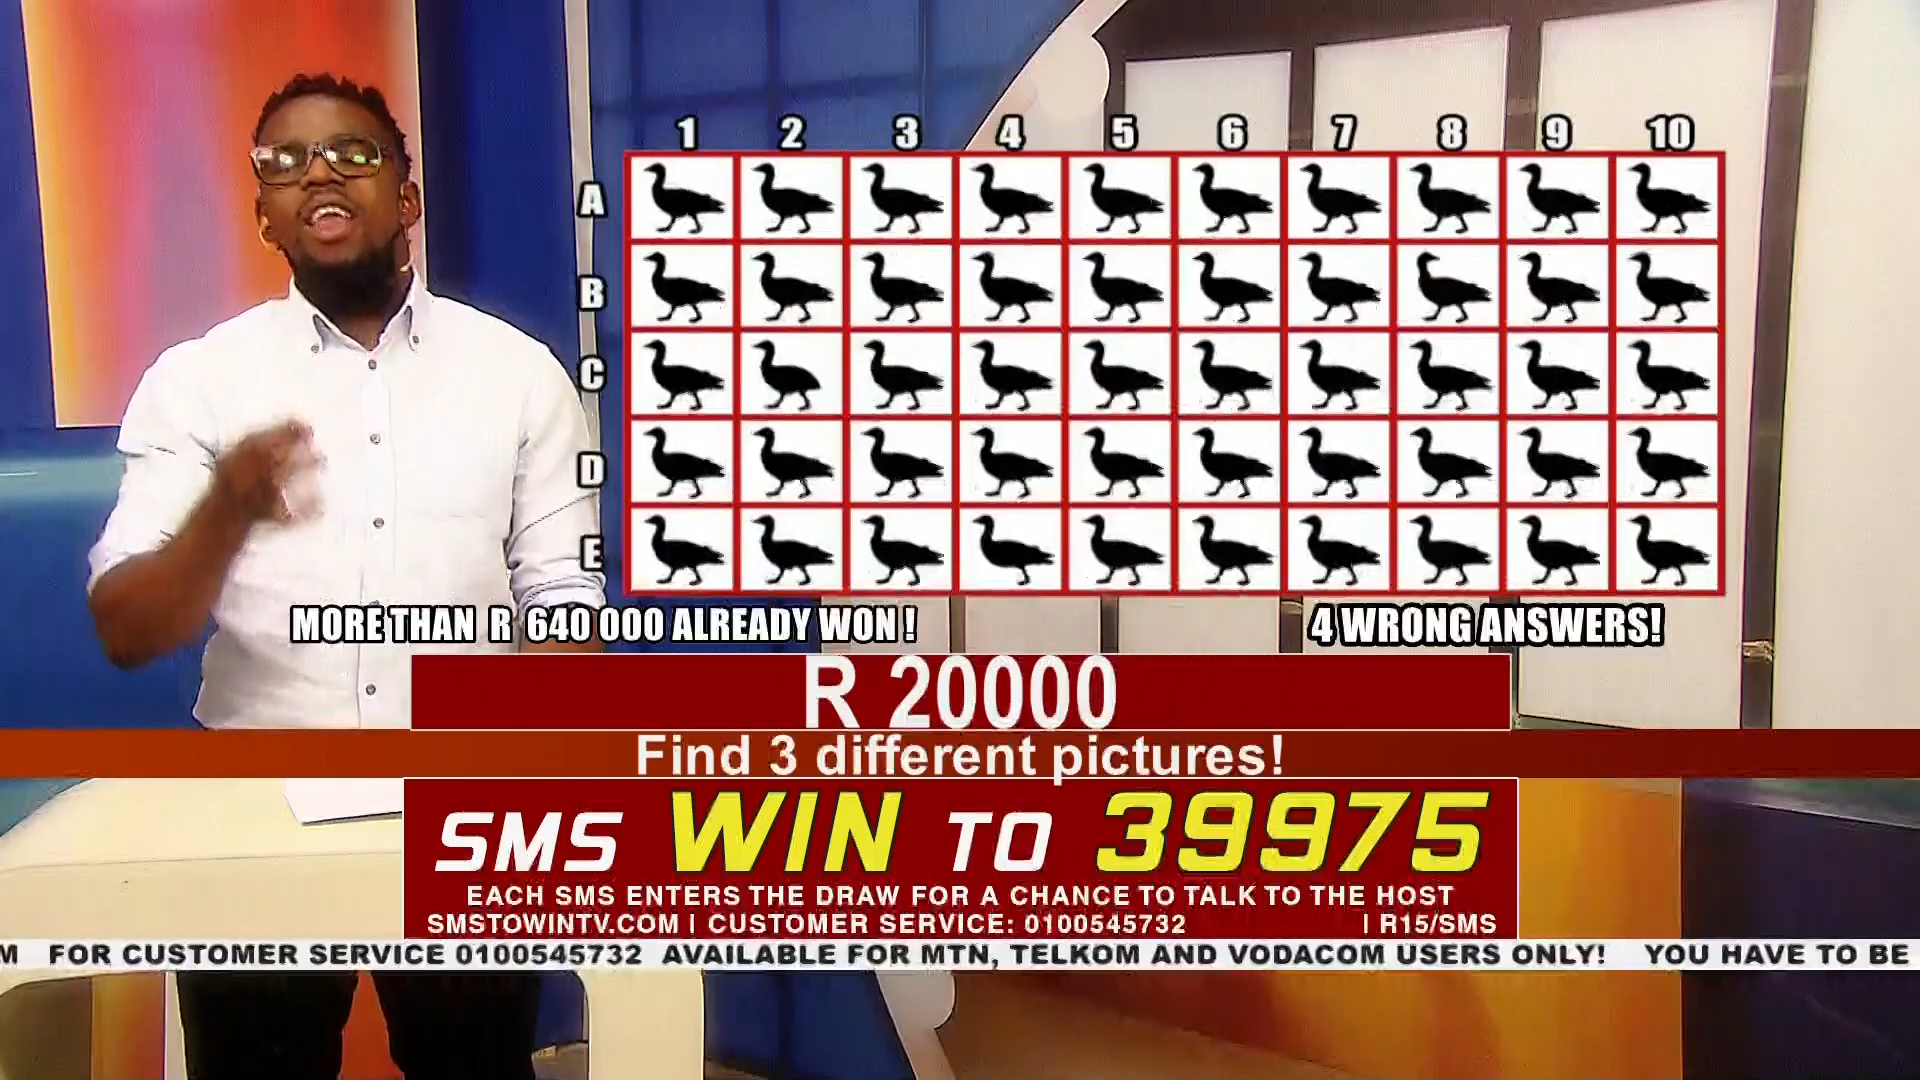 1 2 3 4 5 6 7 8 9 10
A
B
C
D
E
MORE THAN R 640 000 ALREADY WON !
4 WRONG ANSWERS!
R 20000
Find 3 different pictures!
SMS WIN TO 39975
EACH SMS ENTERS THE DRAW FOR A CHANCE TO TALK TO THE HOST
SMSTOWINTV.COM | CUSTOMER SERVICE: 0100545732 | R15/SMS
M FOR CUSTOMER SERVICE 0100545732 AVAILABLE FOR MTN, TELKOM AND VODACOM USERS ONLY! YOU HAVE TO BE